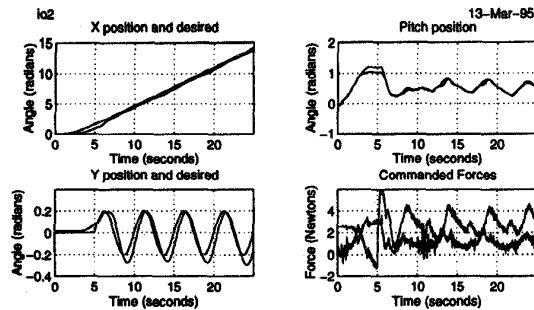 io2
13-Mar-95
X position and desired
Pitch position
15
10
5
0
Angle (radians)
0 5 10 15 20
Time (seconds)
2
1
0
-1
Angle (radians)
0 5 10 15 20
Time (seconds)
Y position and desired
Commanded Forces
0.2
0
-0.2
-0.4
Angle (radians)
0 5 10 15 20
Time (seconds)
4
2
0
Force (Newtons)
0 5 10 15 20
Time (seconds)